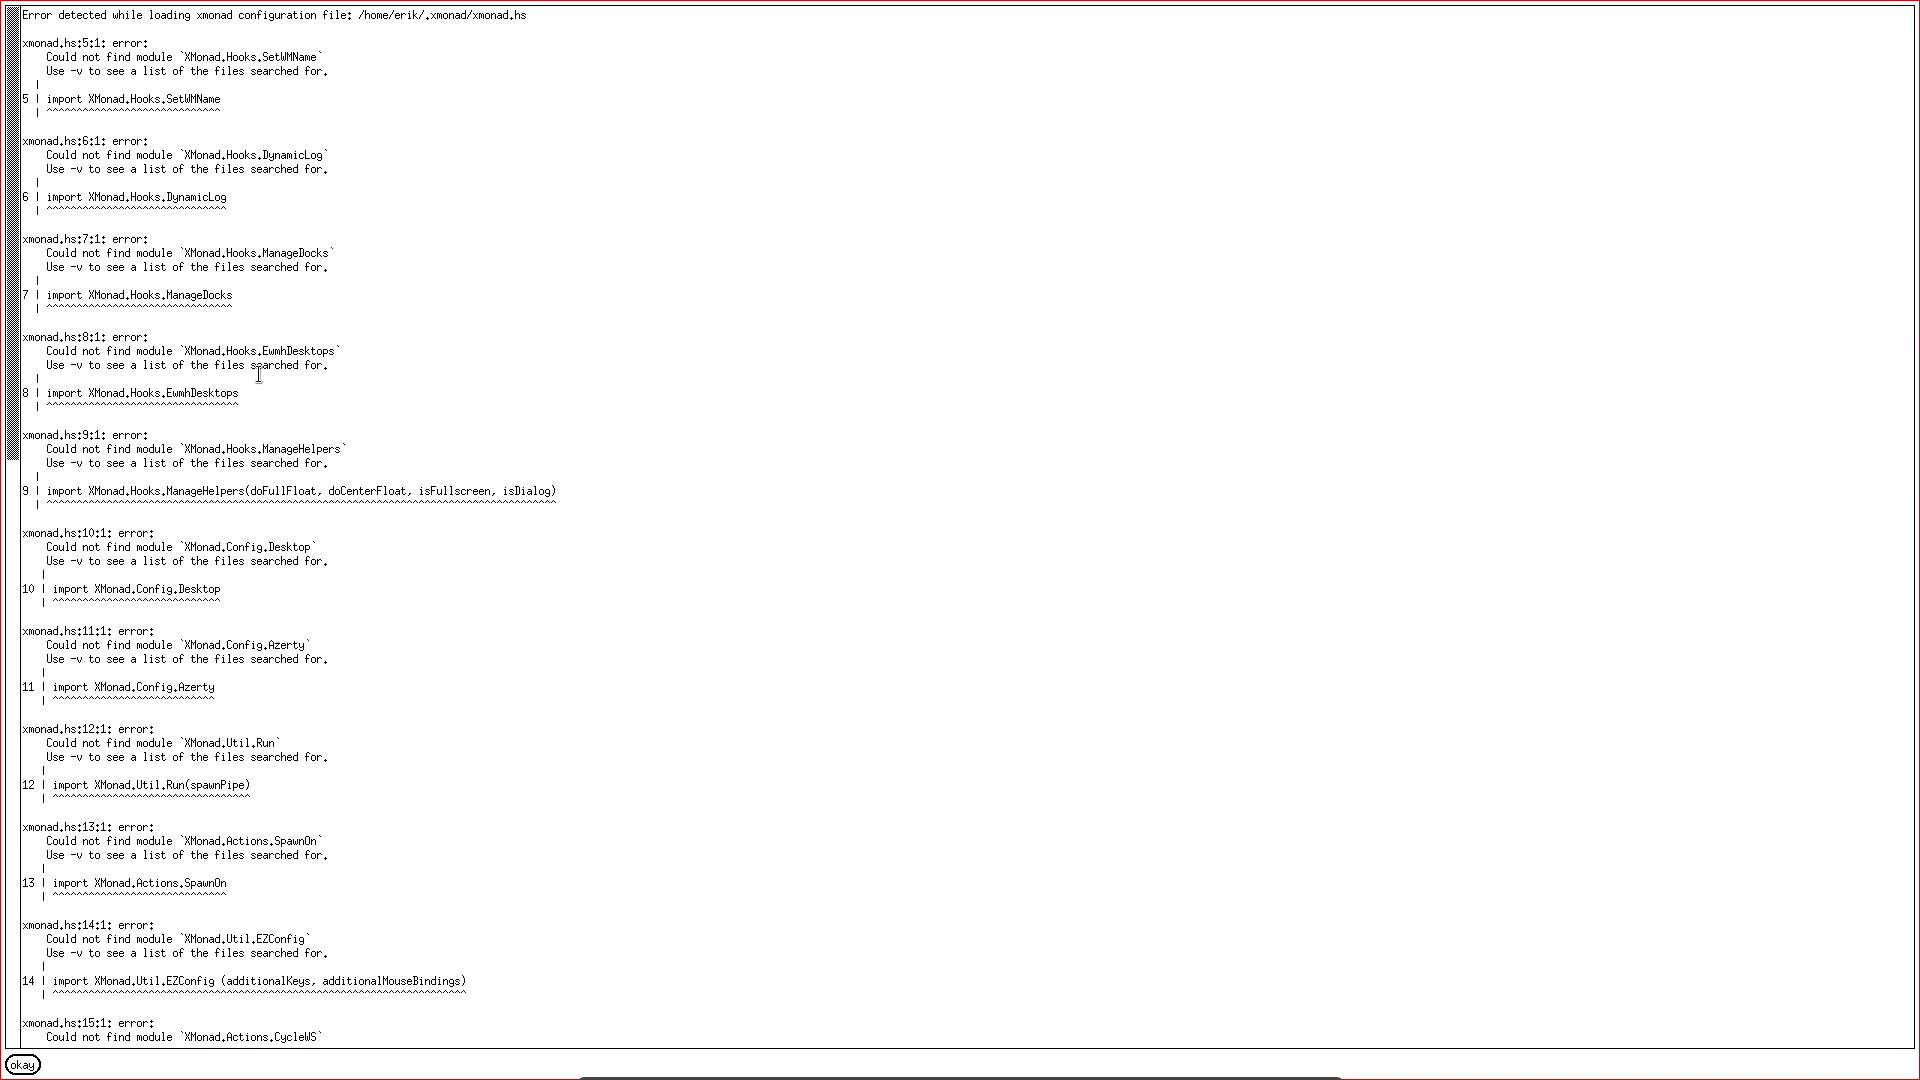 Error detected while loading xmonad configuration file: /home/erik/.xmonad/xmonad.hs
xmonad.hs:5:1: error:
    Could not find module `XMonad.Hooks.SetWMName`
    Use -v to see a list of the files searched for.
  |
5 | import XMonad.Hooks.SetWMName
  | ^^^^^^^^^^^^^^^^^^^^^^^^^^^^^
xmonad.hs:6:1: error:
    Could not find module `XMonad.Hooks.DynamicLog`
    Use -v to see a list of the files searched for.
  |
6 | import XMonad.Hooks.DynamicLog
  | ^^^^^^^^^^^^^^^^^^^^^^^^^^^^^^
xmonad.hs:7:1: error:
    Could not find module `XMonad.Hooks.ManageDocks`
    Use -v to see a list of the files searched for.
  |
7 | import XMonad.Hooks.ManageDocks
  | ^^^^^^^^^^^^^^^^^^^^^^^^^^^^^^^
xmonad.hs:8:1: error:
    Could not find module `XMonad.Hooks.EwmhDesktops`
    Use -v to see a list of the files searched for.
  |
8 | import XMonad.Hooks.EwmhDesktops
  | ^^^^^^^^^^^^^^^^^^^^^^^^^^^^^^^^
xmonad.hs:9:1: error:
    Could not find module `XMonad.Hooks.ManageHelpers`
    Use -v to see a list of the files searched for.
  |
9 | import XMonad.Hooks.ManageHelpers(doFullFloat, doCenterFloat, isFullscreen, isDialog)
  | ^^^^^^^^^^^^^^^^^^^^^^^^^^^^^^^^^^^^^^^^^^^^^^^^^^^^^^^^^^^^^^^^^^^^^^^^^^^^^^^^^^^^^
xmonad.hs:10:1: error:
    Could not find module `XMonad.Config.Desktop`
    Use -v to see a list of the files searched for.
   |
10 | import XMonad.Config.Desktop
   | ^^^^^^^^^^^^^^^^^^^^^^^^^^^^
xmonad.hs:11:1: error:
    Could not find module `XMonad.Config.Azerty`
    Use -v to see a list of the files searched for.
   |
11 | import XMonad.Config.Azerty
   | ^^^^^^^^^^^^^^^^^^^^^^^^^^^
xmonad.hs:12:1: error:
    Could not find module `XMonad.Util.Run`
    Use -v to see a list of the files searched for.
   |
12 | import XMonad.Util.Run(spawnPipe)
   | ^^^^^^^^^^^^^^^^^^^^^^^^^^^^^^^^^
xmonad.hs:13:1: error:
    Could not find module `XMonad.Actions.SpawnOn`
    Use -v to see a list of the files searched for.
   |
13 | import XMonad.Actions.SpawnOn
   | ^^^^^^^^^^^^^^^^^^^^^^^^^^^^^
xmonad.hs:14:1: error:
    Could not find module `XMonad.Util.EZConfig`
    Use -v to see a list of the files searched for.
   |
14 | import XMonad.Util.EZConfig (additionalKeys, additionalMouseBindings)
   | ^^^^^^^^^^^^^^^^^^^^^^^^^^^^^^^^^^^^^^^^^^^^^^^^^^^^^^^^^^^^^^^^^^^^^
xmonad.hs:15:1: error:
    Could not find module `XMonad.Actions.CycleWS`
okay